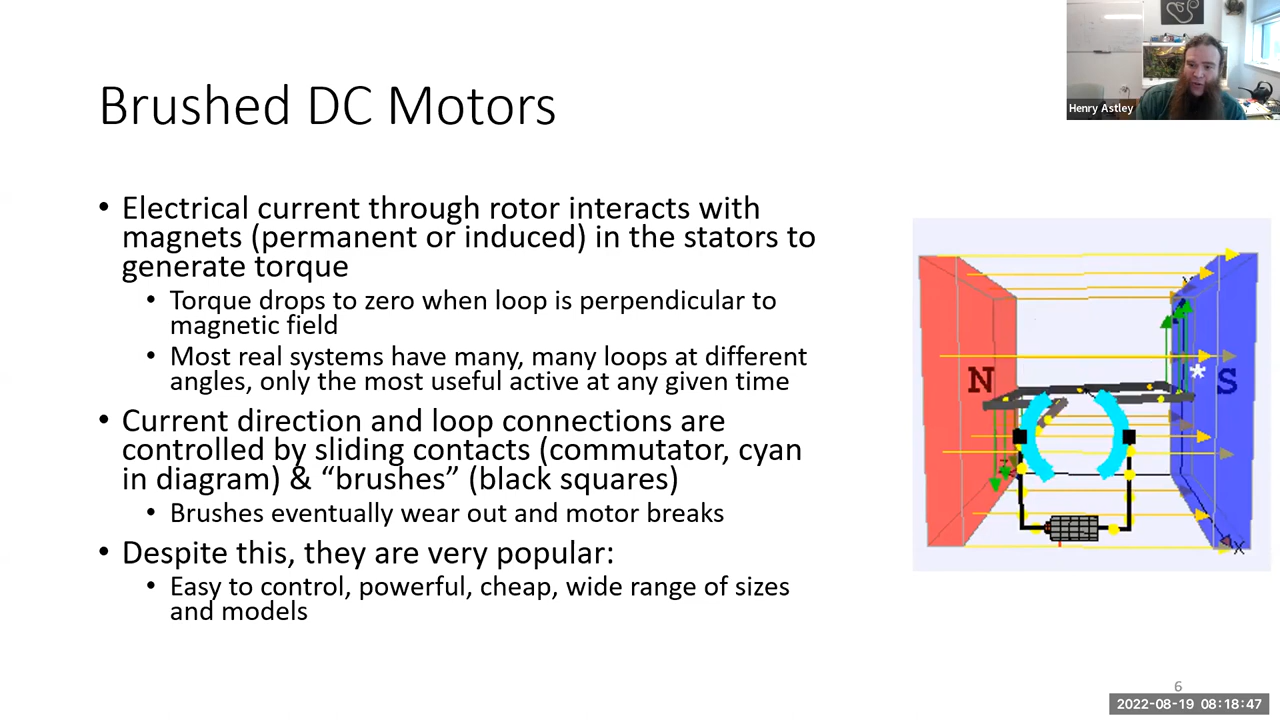 Henry Astley
Brushed DC Motors
• Electrical current through rotor interacts with
magnets (permanent or induced) in the stators to
generate torque
• Torque drops to zero when loop is perpendicular to
magnetic field
• Most real systems have many, many loops at different
angles, only the most useful active at any given time
• Current direction and loop connections are
controlled by sliding contacts (commutator, cyan
in diagram) & “brushes” (black squares)
• Brushes eventually wear out and motor breaks
• Despite this, they are very popular:
• Easy to control, powerful, cheap, wide range of sizes
and models
N
* S
X
6
2022-08-19 08:18:47